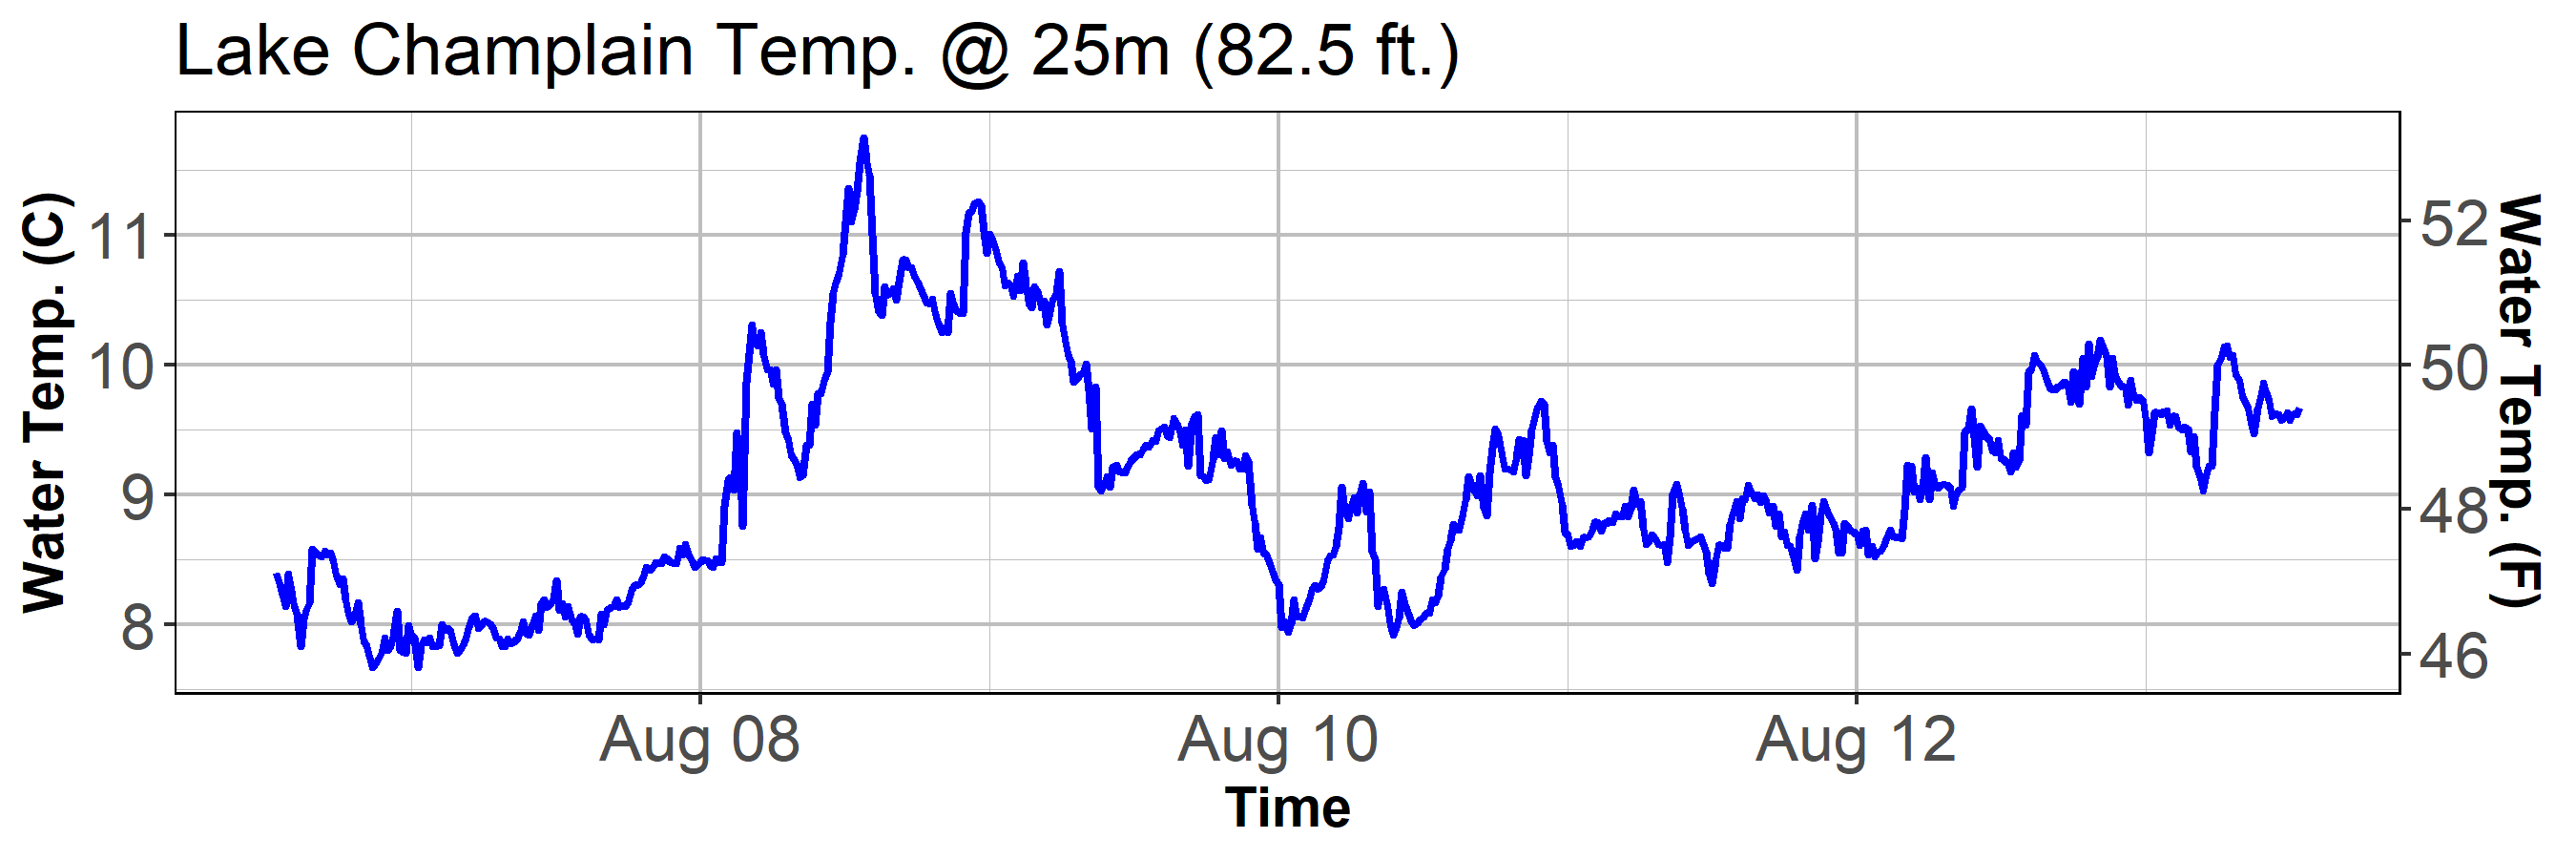 Lake Champlain Temp. @ 25m (82.5 ft.)
Water Temp. (C)
11
10
9
8
52
50
48
46
Water Temp. (F)
Aug 08
Aug 10
Aug 12
Time